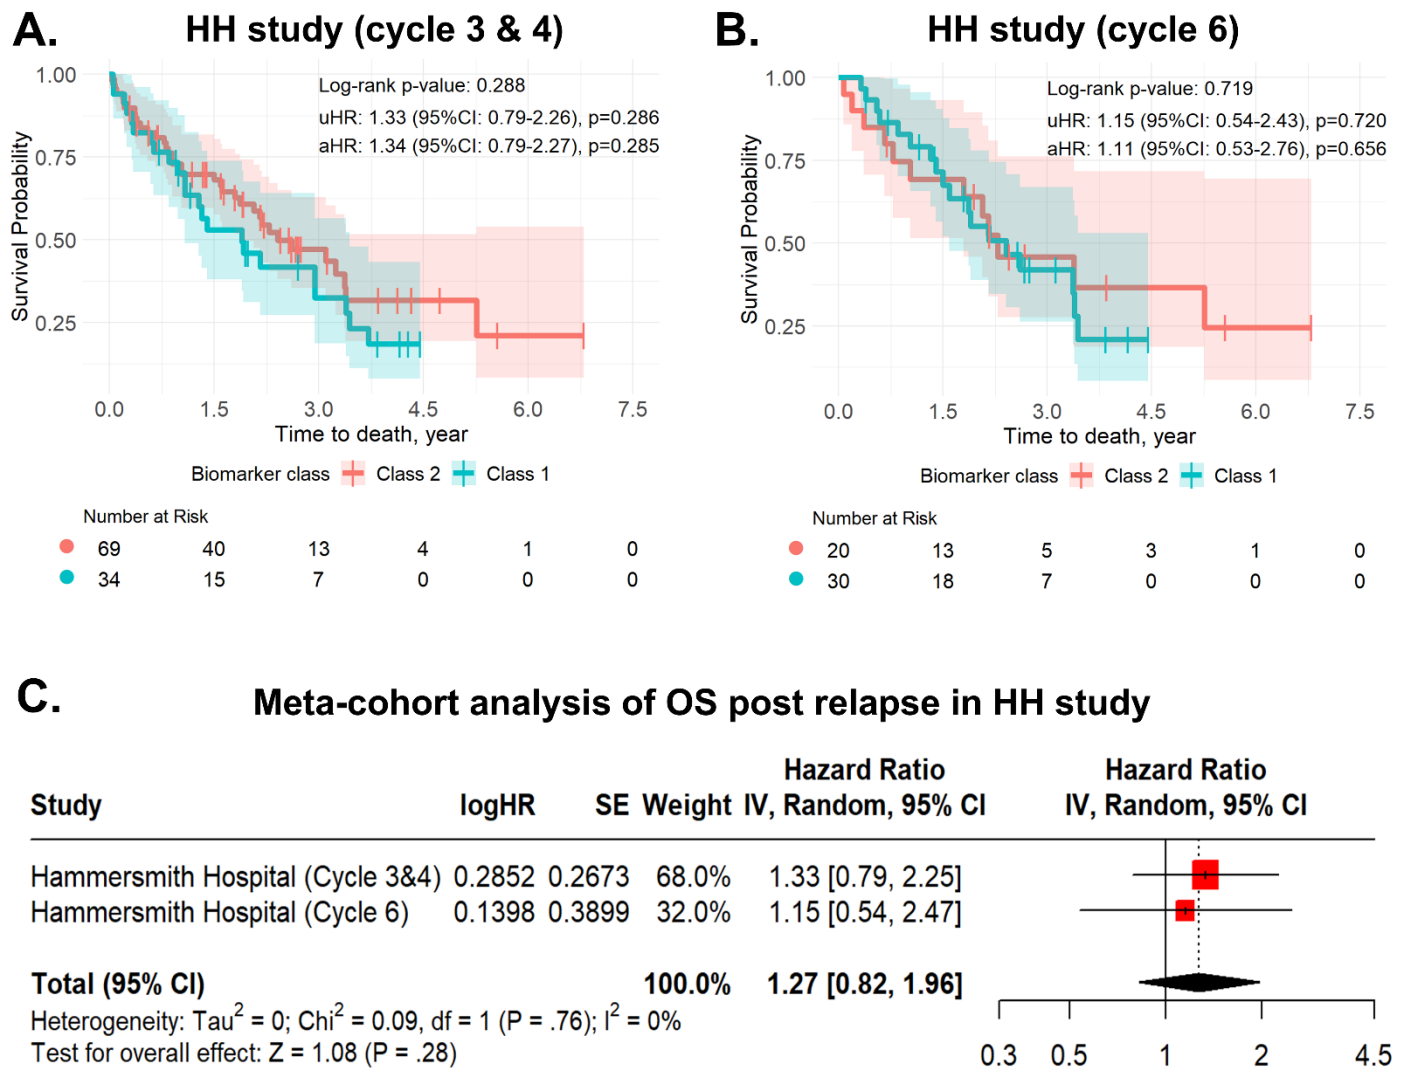 A.
HH study (cycle 3 & 4)
1.00
0.75
0.50
0.25
Survival Probability
Log-rank p-value: 0.288
uHR: 1.33 (95%CI: 0.79-2.26), p=0.286
aHR: 1.34 (95%CI: 0.79-2.27), p=0.285
0.0 1.5 3.0 4.5 6.0 7.5
Time to death, year
Biomarker class Class 2 Class 1
Number at Risk
69 40 13 4 1 0
34 15 7 0 0 0
B.
HH study (cycle 6)
1.00
0.75
0.50
0.25
Survival Probability
Log-rank p-value: 0.719
uHR: 1.15 (95%CI: 0.54-2.43), p=0.720
aHR: 1.11 (95%CI: 0.53-2.76), p=0.656
0.0 1.5 3.0 4.5 6.0 7.5
Time to death, year
Biomarker class Class 2 Class 1
Number at Risk
20 13 5 3 1 0
30 18 7 0 0 0
C.
Meta-cohort analysis of OS post relapse in HH study
Hazard Ratio Hazard Ratio
Study logHR SE Weight IV, Random, 95% CI IV, Random, 95% CI
Hammersmith Hospital (Cycle 3&4) 0.2852 0.2673 68.0% 1.33 [0.79, 2.25]
Hammersmith Hospital (Cycle 6) 0.1398 0.3899 32.0% 1.15 [0.54, 2.47]
Total (95% CI) 100.0% 1.27 [0.82, 1.96]
Heterogeneity: Tau² = 0; Chi² = 0.09, df = 1 (P = .76); I² = 0%
Test for overall effect: Z = 1.08 (P = .28)
0.3 0.5 1 2 4.5